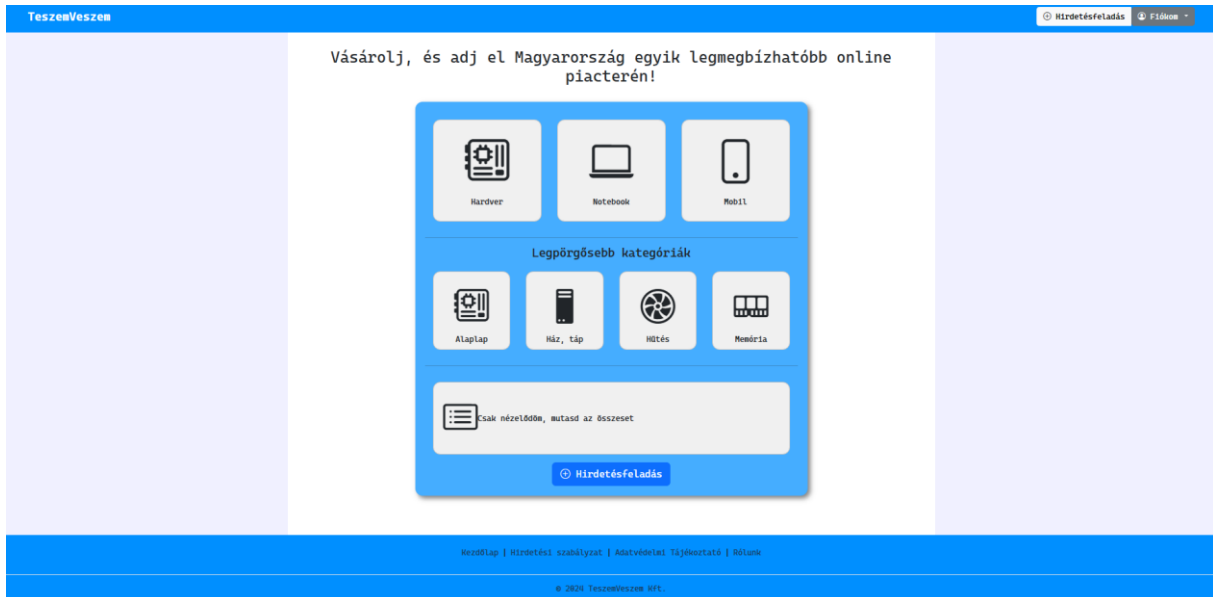 TeszemVeszem
Hirdetésfeladás
Fiókom
Vásárolj, és adj el Magyarország egyik legmegbízhatóbb online
piacterén!
Hardver
Notebook
Mobil
Legpörgősebb kategóriák
Alaplap
Ház, táp
Hűtés
Memória
Csak nézelődöm, mutasd az összeset
Hirdetésfeladás
Kezdőlap | Hirdetési szabályzat | Adatvédelmi Tájékoztató | Rólunk
© 2024 TeszemVeszem Kft.